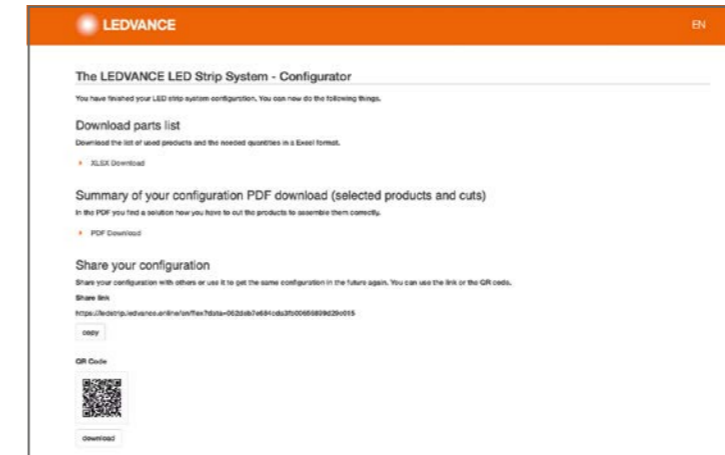 LEDVANCE
EN
The LEDVANCE LED Strip System - Configurator
You have finished your LED strip system configuration. You can now do the following things.
Download parts list
Download the list of used products and the needed quantities in a Excel format.
XLSX Download
Summary of your configuration PDF download (selected products and cuts)
In the PDF you find a solution how you have to cut the products to assemble them correctly.
PDF Download
Share your configuration
Share your configuration with others or use it to get the same configuration in the future again. You can use the link or the QR code.
Share link
copy
QR Code
download